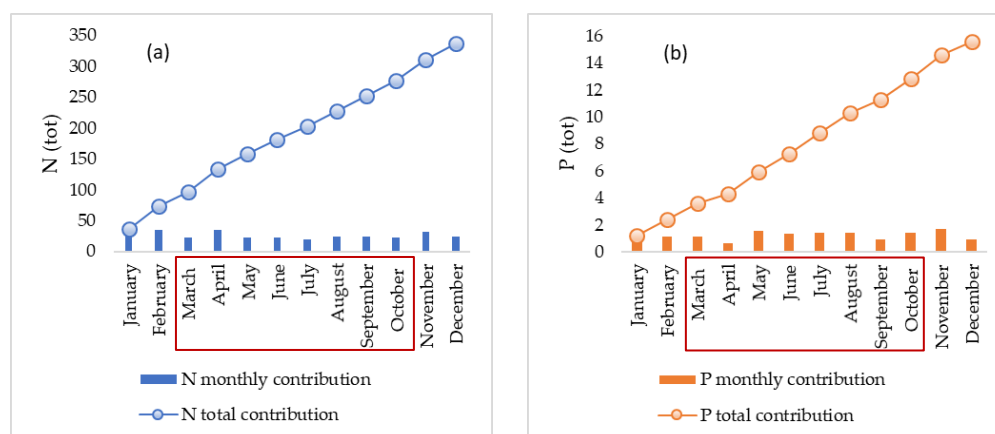 (a)
N (tot)
350
300
250
200
150
100
50
0
January
February
March
April
May
June
July
August
September
October
November
December
N monthly contribution
N total contribution
(b)
P (tot)
16
14
12
10
8
6
4
2
0
January
February
March
April
May
June
July
August
September
October
November
December
P monthly contribution
P total contribution